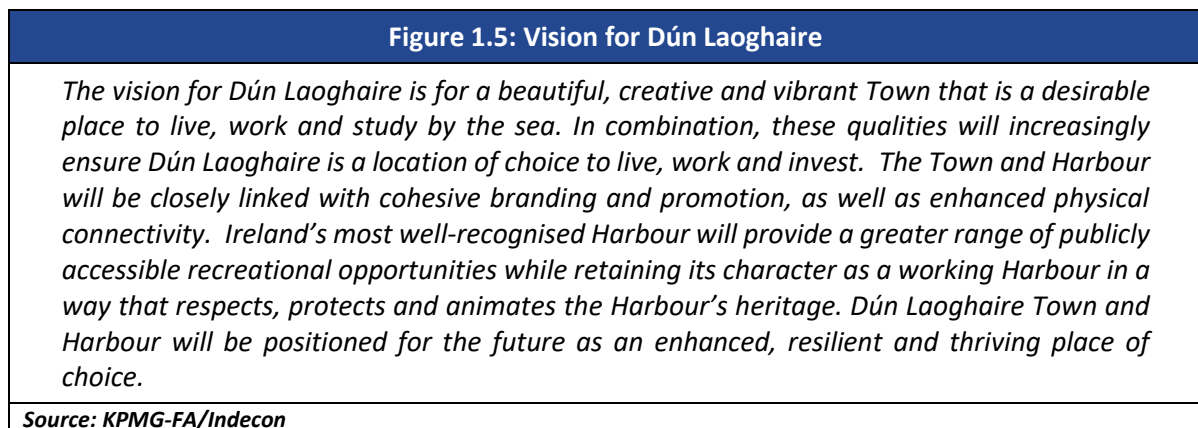 Figure 1.5: Vision for Dún Laoghaire
The vision for Dún Laoghaire is for a beautiful, creative and vibrant Town that is a desirable
place to live, work and study by the sea. In combination, these qualities will increasingly
ensure Dún Laoghaire is a location of choice to live, work and invest. The Town and Harbour
will be closely linked with cohesive branding and promotion, as well as enhanced physical
connectivity. Ireland’s most well-recognised Harbour will provide a greater range of publicly
accessible recreational opportunities while retaining its character as a working Harbour in a
way that respects, protects and animates the Harbour’s heritage. Dún Laoghaire Town and
Harbour will be positioned for the future as an enhanced, resilient and thriving place of
choice.
Source: KPMG-FA/Indecon